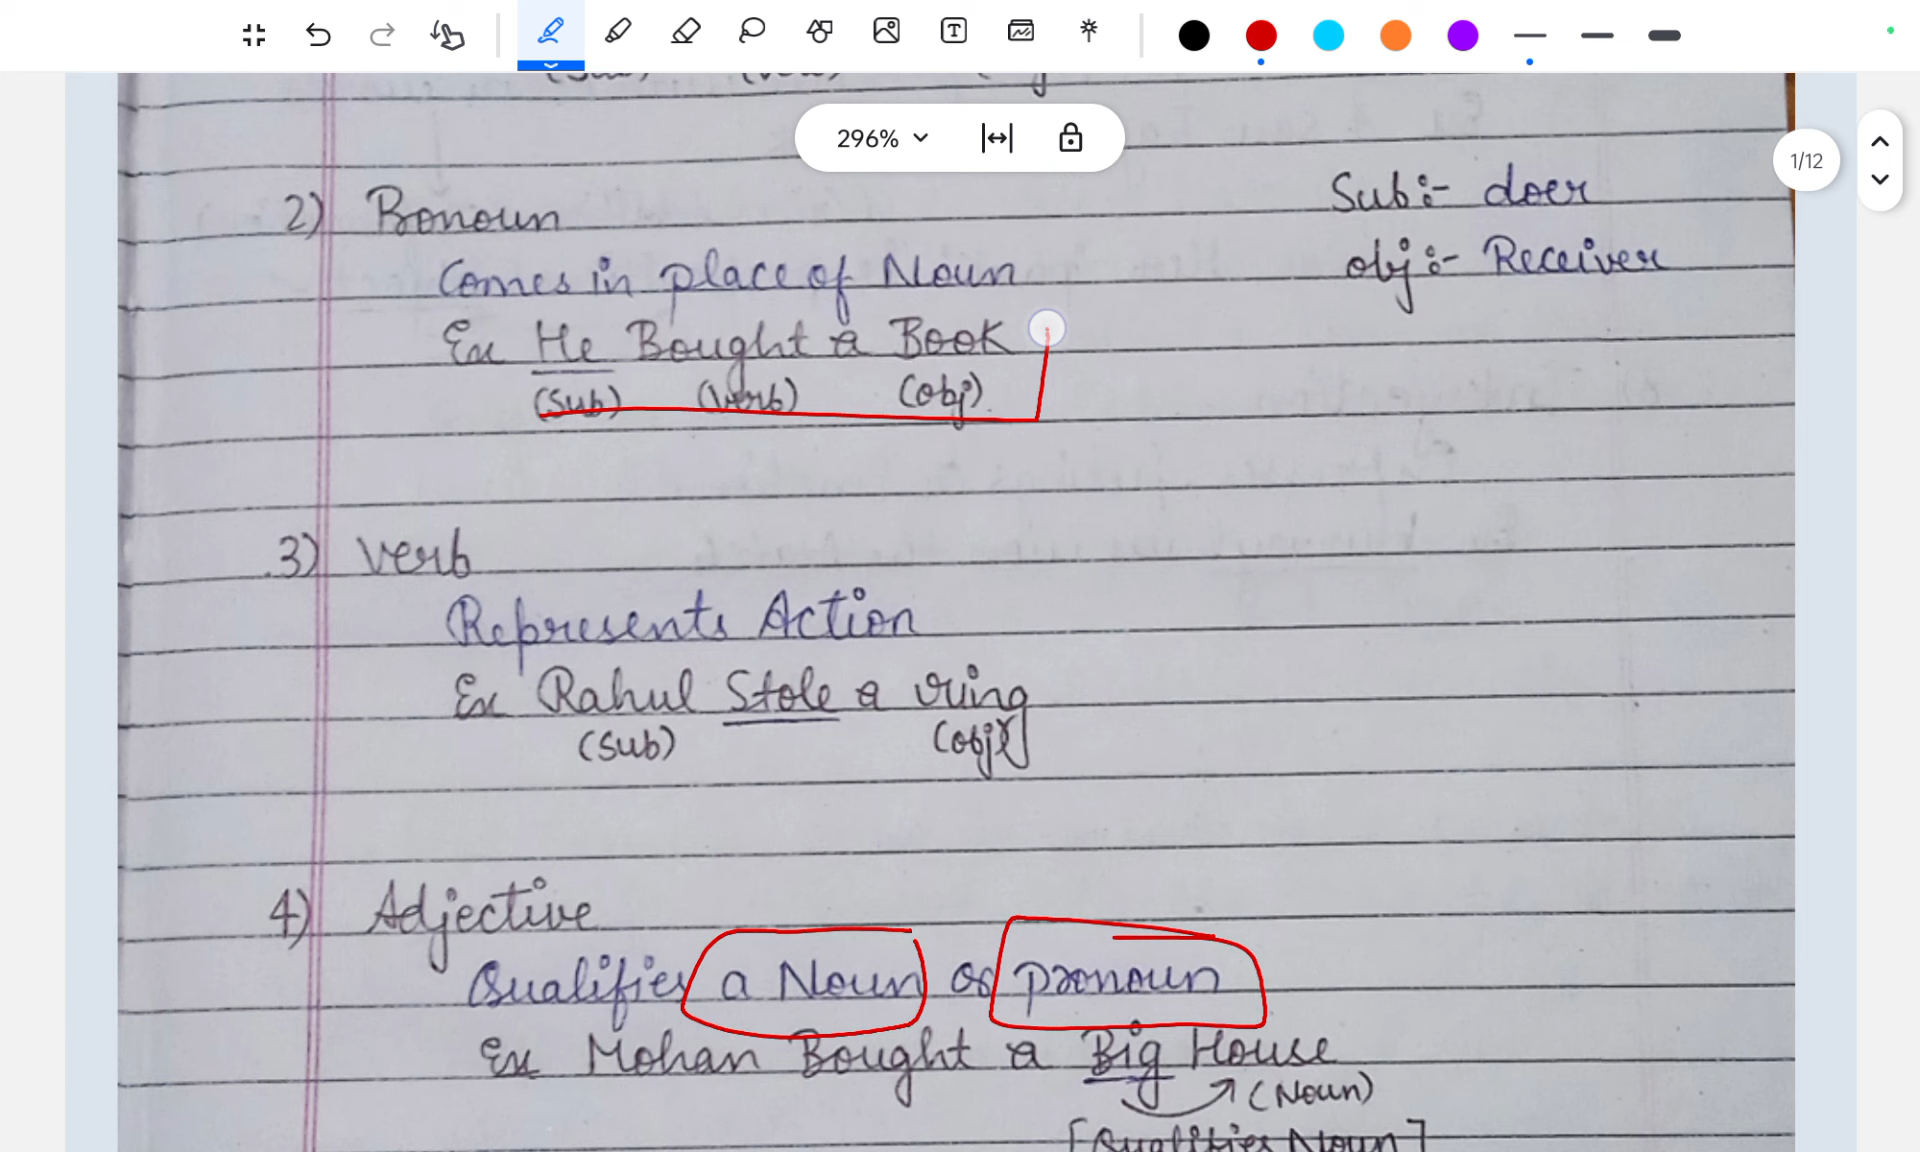 296%
1/12
Sub:- doer
2) Pronoun
obj:- Receiver
Comes in place of Noun
Ex He Bought a Book
(Sub) (verb) (obj)
3) Verb
Represents Action
Ex Rahul Stole a ring
(Sub) (obj)
4) Adjective
Qualifies a Noun or pronoun
Ex Mohan Bought a Big House
(Noun)
[Qualifies Noun]